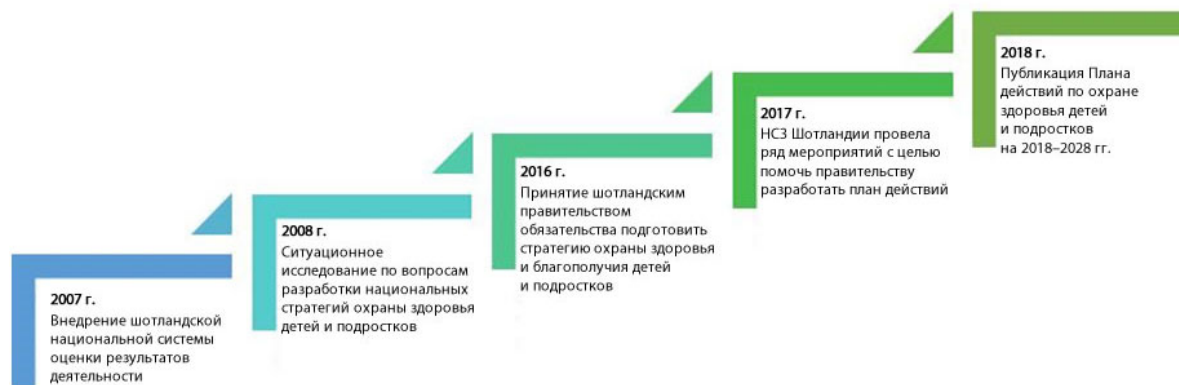 2007 г.
Внедрение шотландской
национальной системы
оценки результатов
деятельности
2008 г.
Ситуационное
исследование по вопросам
разработки национальных
стратегий охраны здоровья
детей и подростков
2016 г.
Принятие шотландским
правительством
обязательства подготовить
стратегию охраны здоровья
и благополучия детей
и подростков
2017 г.
НСЗ Шотландии провела
ряд мероприятий с целью
помочь правительству
разработать план действий
2018 г.
Публикация Плана
действий по охране
здоровья детей
и подростков
на 2018–2028 гг.